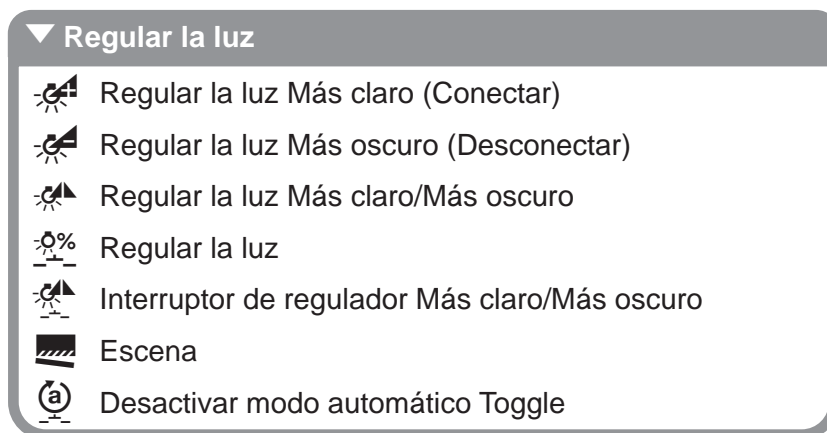 Regular la luz
Regular la luz Más claro (Conectar)
Regular la luz Más oscuro (Desconectar)
Regular la luz Más claro/Más oscuro
% Regular la luz
Interruptor de regulador Más claro/Más oscuro
Escena
a Desactivar modo automático Toggle